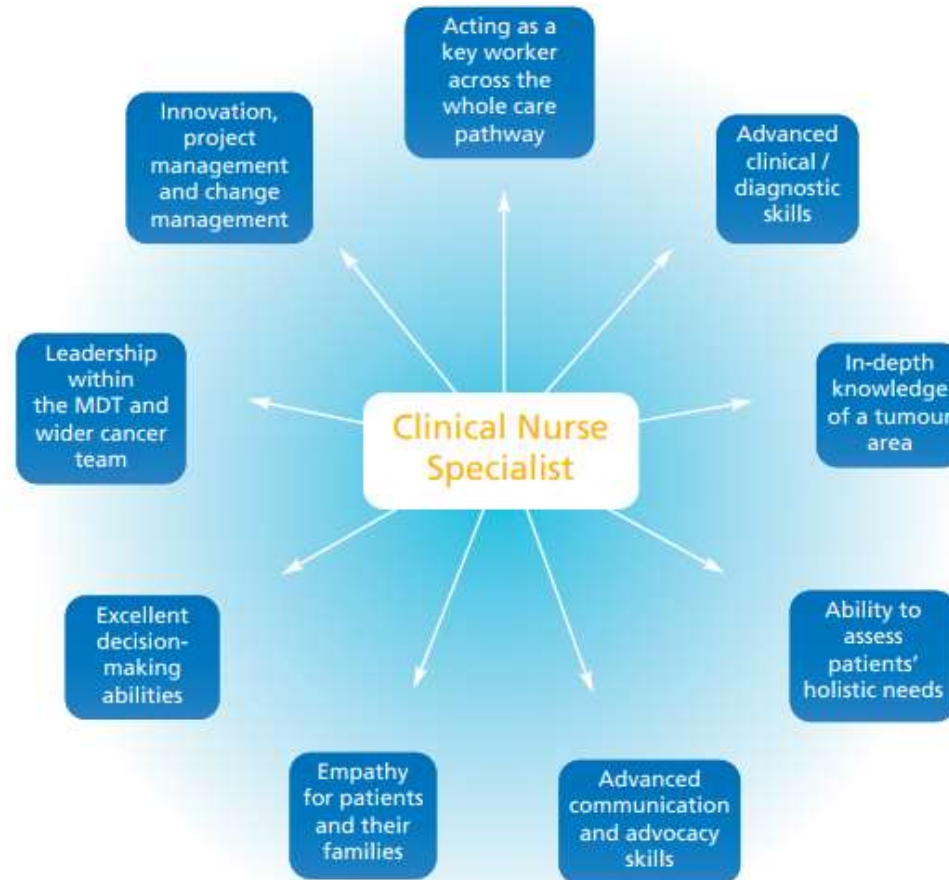 Acting as a
key worker
across the
whole care
pathway
Advanced
clinical /
diagnostic
skills
In-depth
knowledge
of a tumour
area
Ability to
assess
patients'
holistic needs
Advanced
communication
and advocacy
skills
Empathy
for patients
and their
families
Excellent
decision-
making
abilities
Leadership
within
the MDT and
wider cancer
team
Innovation,
project
management
and change
management
Clinical Nurse
Specialist